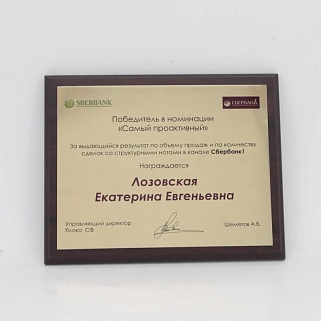 SBERBANK СБЕРБАНК
Победитель в номинации
«Самый проактивный»
За выдающийся результат по объему продаж и по количеству
сделок со структурными нотами в канале Сбербанк1
Награждается
Лозовская
Екатерина Евгеньевна
Управляющий директор
блока CIB Шеметов А.В.